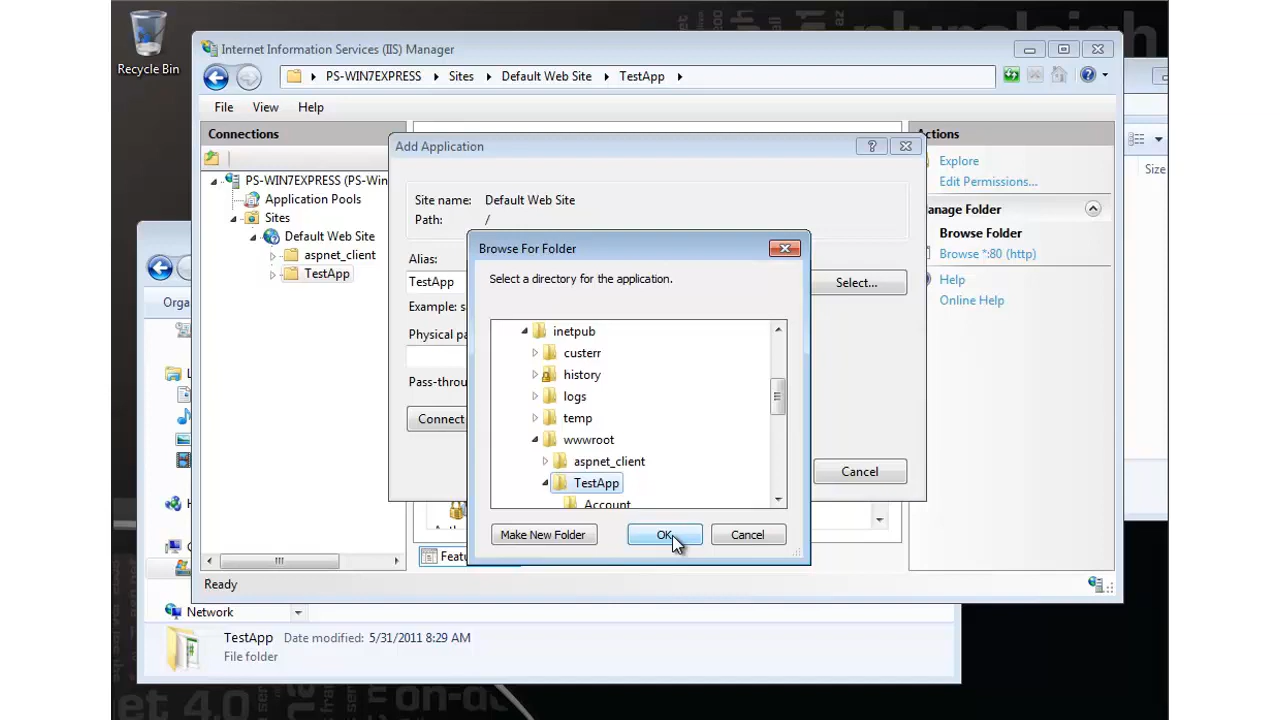 Recycle Bin
Internet Information Services (IIS) Manager
PS-WIN7EXPRESS Sites Default Web Site TestApp
File View Help
Connections
PS-WIN7EXPRESS (PS-Win
Application Pools
Sites
Default Web Site
aspnet_client
TestApp
Add Application
Site name: Default Web Site
Path: /
Alias:
TestApp
Select...
Example: s
Physical pa
Pass-throu
Connect
Cancel
Browse For Folder
Select a directory for the application.
inetpub
custerr
history
logs
temp
wwwroot
aspnet_client
TestApp
Account
Make New Folder OK Cancel
Actions
Explore
Edit Permissions...
anage Folder
Browse Folder
Browse *:80 (http)
Help
Online Help
Size
Orga
Featu
Ready
Network
TestApp Date modified: 5/31/2011 8:29 AM
File folder
net 4.0